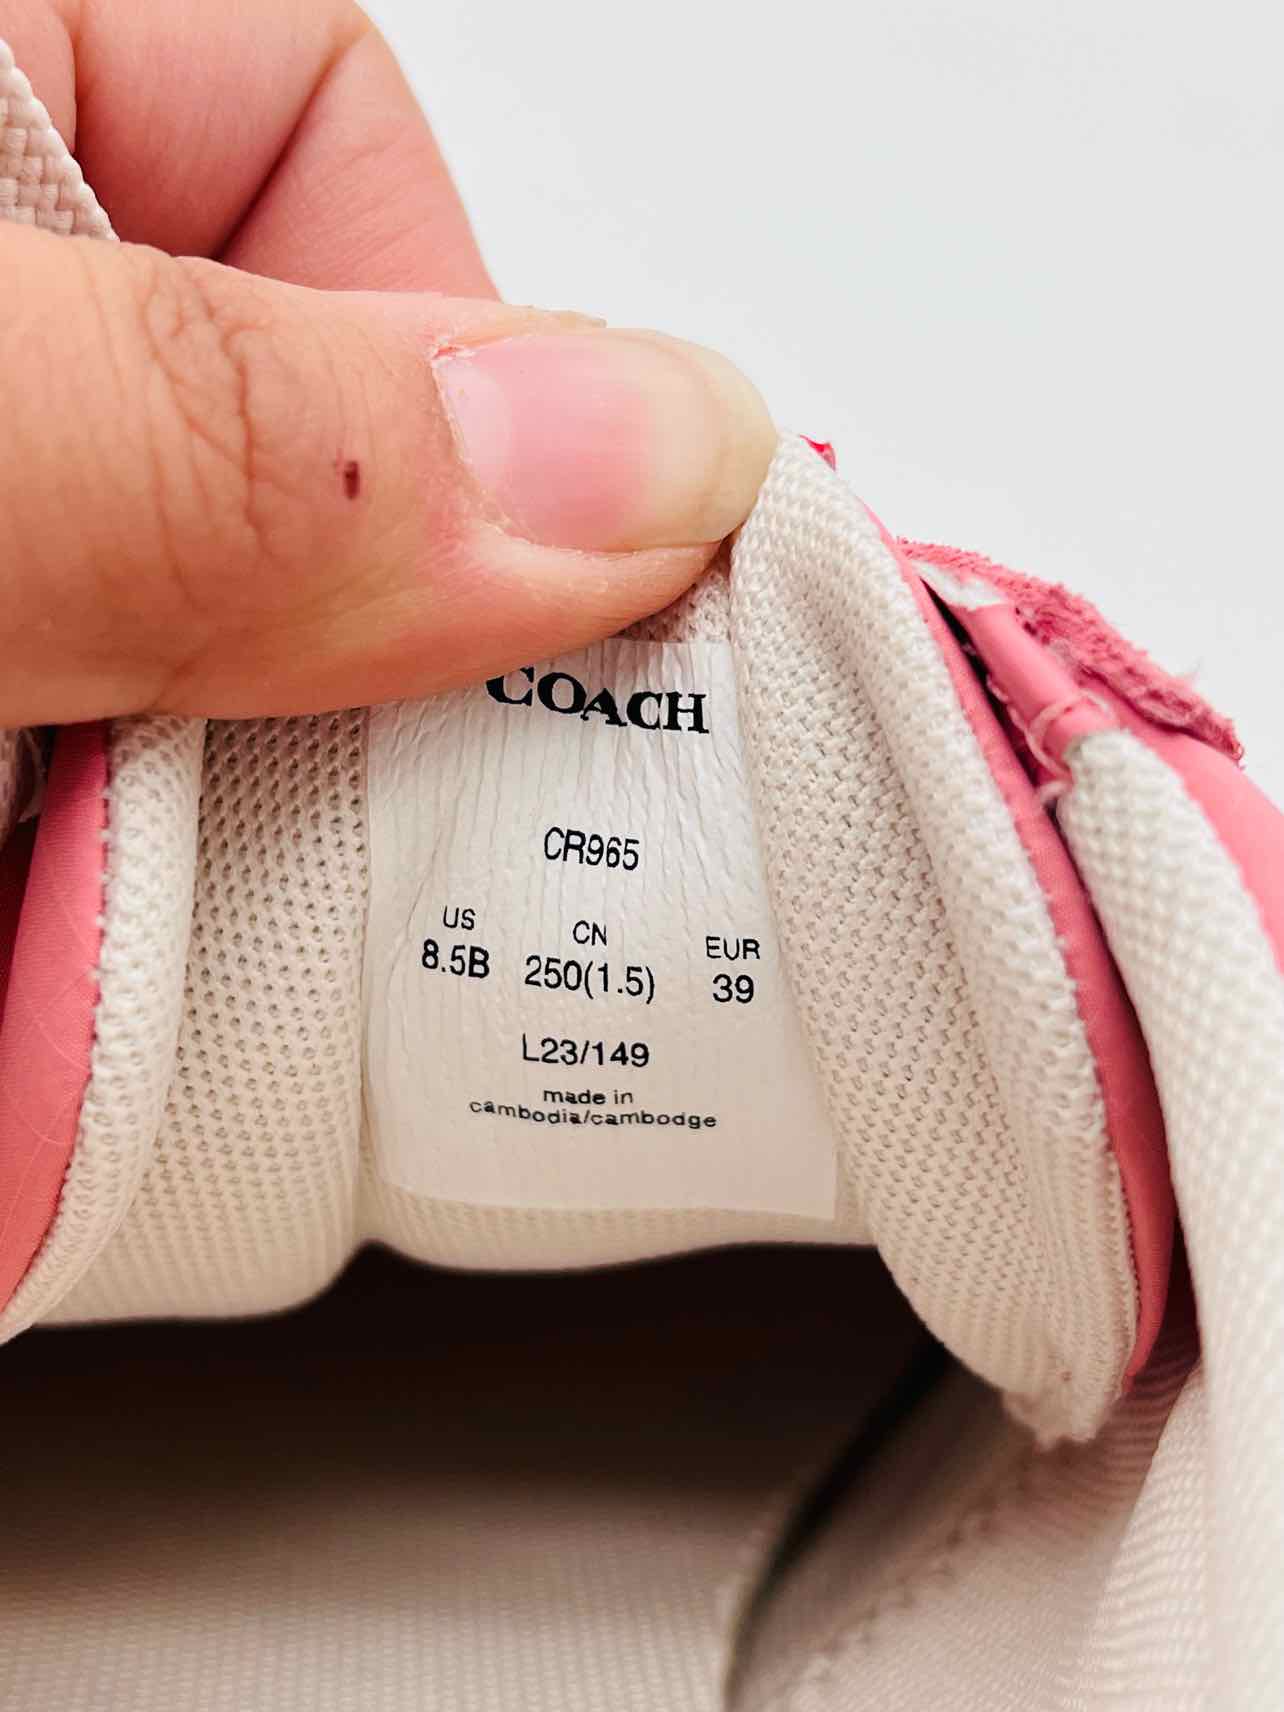 COACH
CR965
US CN EUR
8.5B 250(1.5) 39
L23/149
made in
cambodia/cambodge